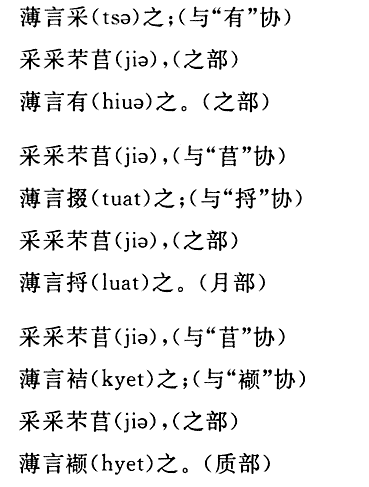 薄言采(tsə)之;(与“有”协)
采采芣苢(jiə),(之部)
薄言有(hiuə)之。(之部)
采采芣苢(jiə),(与“苢”协)
薄言掇(tuat)之;(与“捋”协)
采采芣苢(jiə),(之部)
薄言捋(luat)之。(月部)
采采芣苢(jiə),(与“苢”协)
薄言袺(kyet)之;(与“襭”协)
采采芣苢(jiə),(之部)
薄言襭(hyet)之。(质部)